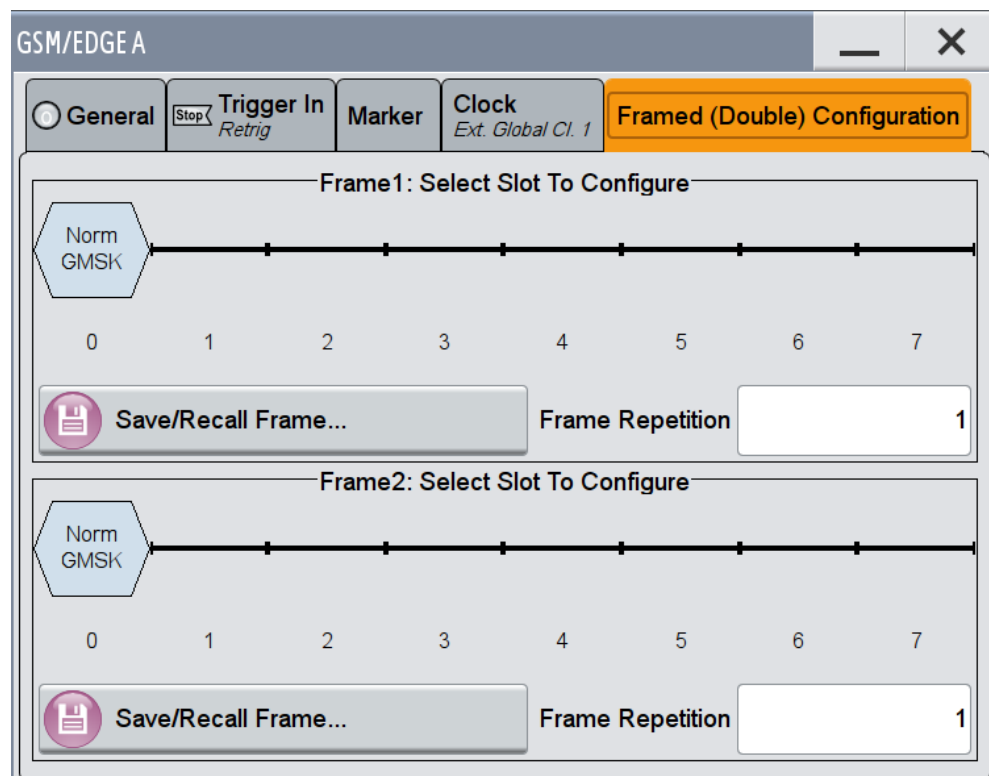 GSM/EDGE A
General
Stop
Trigger In
Retrig
Marker
Clock
Ext. Global Cl. 1
Framed (Double) Configuration
Frame1: Select Slot To Configure
Norm
GMSK
0 1 2 3 4 5 6 7
Save/Recall Frame...
Frame Repetition
1
Frame2: Select Slot To Configure
Norm
GMSK
0 1 2 3 4 5 6 7
Save/Recall Frame...
Frame Repetition
1